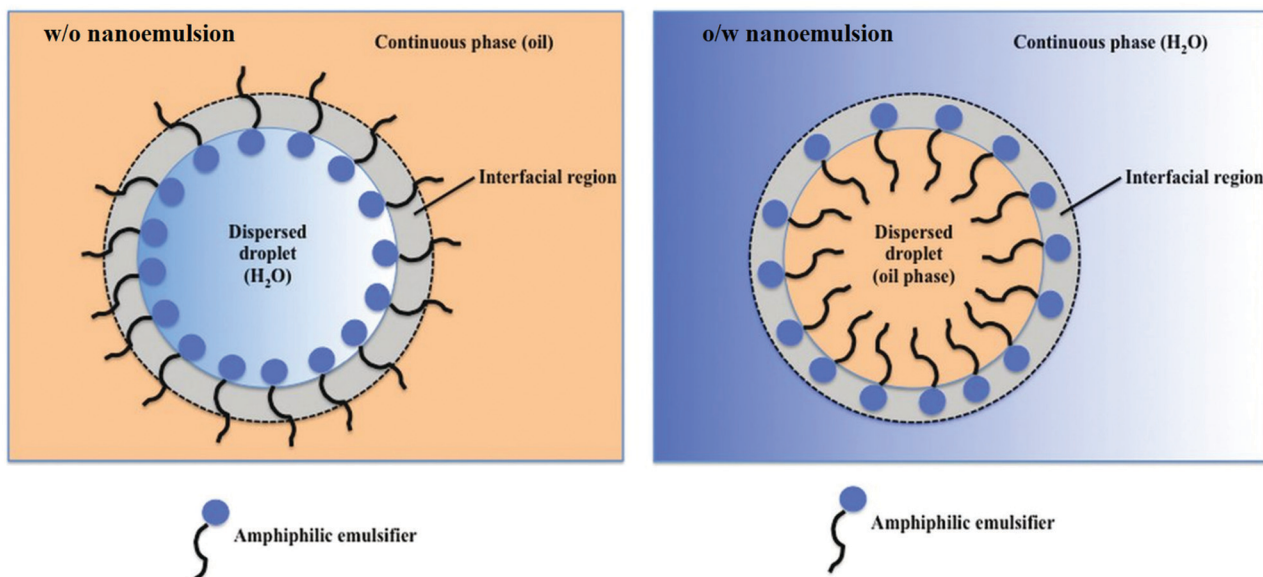 w/o nanoemulsion
Continuous phase (oil)
Interfacial region
Dispersed
droplet
(H₂O)
Amphiphilic emulsifier
o/w nanoemulsion
Continuous phase (H₂O)
Interfacial region
Dispersed
droplet
(oil phase)
Amphiphilic emulsifier